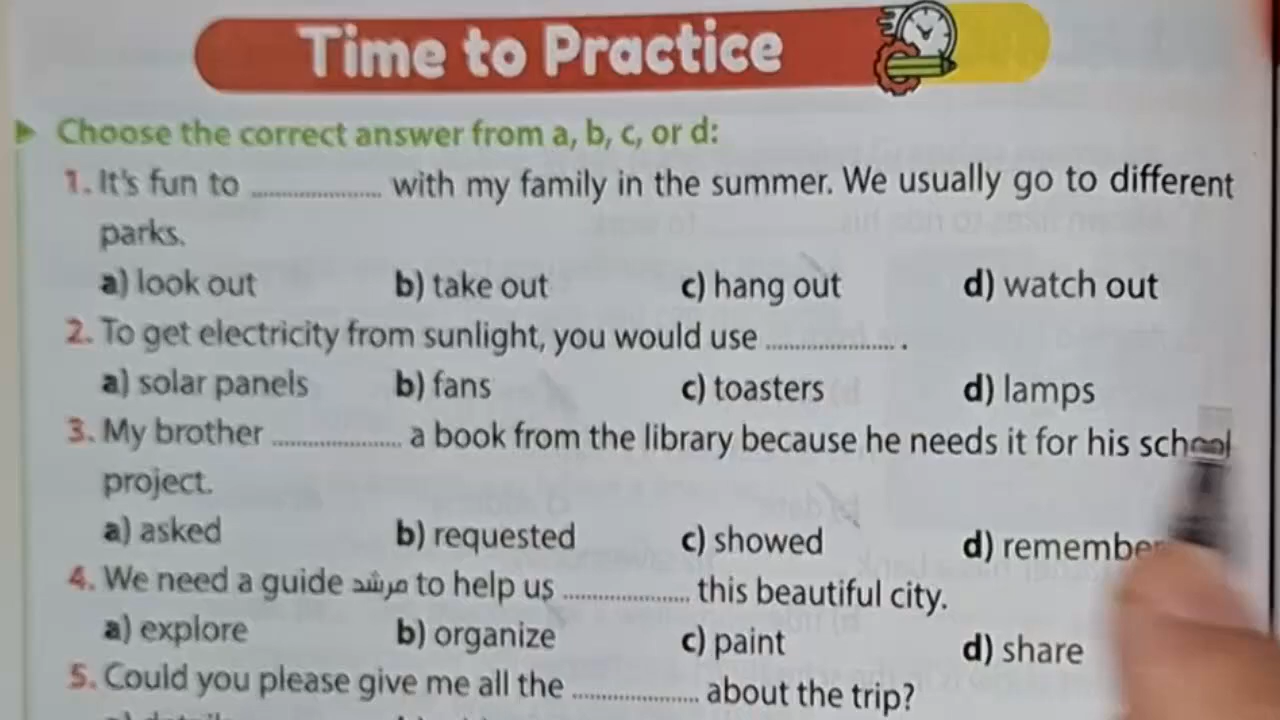 Time to Practice
Choose the correct answer from a, b, c, or d:
1. It's fun to .................... with my family in the summer. We usually go to different
parks.
a) look out b) take out c) hang out d) watch out
2. To get electricity from sunlight, you would use .................... .
a) solar panels b) fans c) toasters d) lamps
3. My brother .................... a book from the library because he needs it for his school
project.
a) asked b) requested c) showed d)
4. We need a guide مرشد to help us .................... this beautiful city.
a) explore b) organize c) paint d) share
5. Could you please give me all the .................... about the trip?